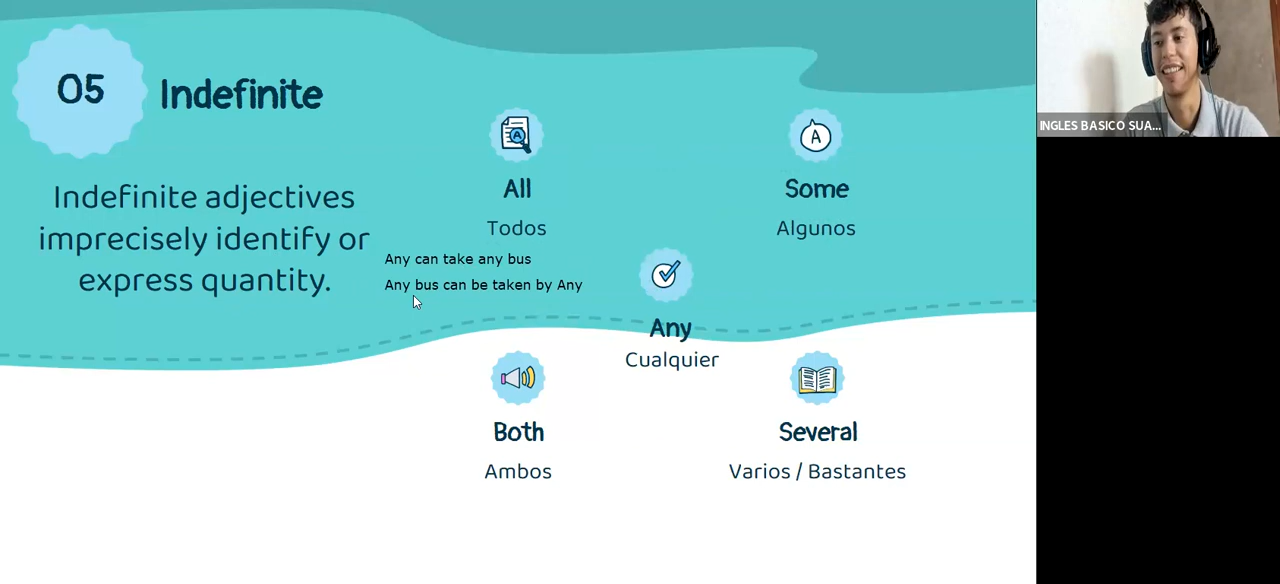 05
Indefinite
Indefinite adjectives
imprecisely identify or
express quantity.
All
Todos
Some
Algunos
Any can take any bus
Any bus can be taken by Any
Any
Cualquier
Both
Ambos
Several
Varios / Bastantes
INGLES BASICO SUA...